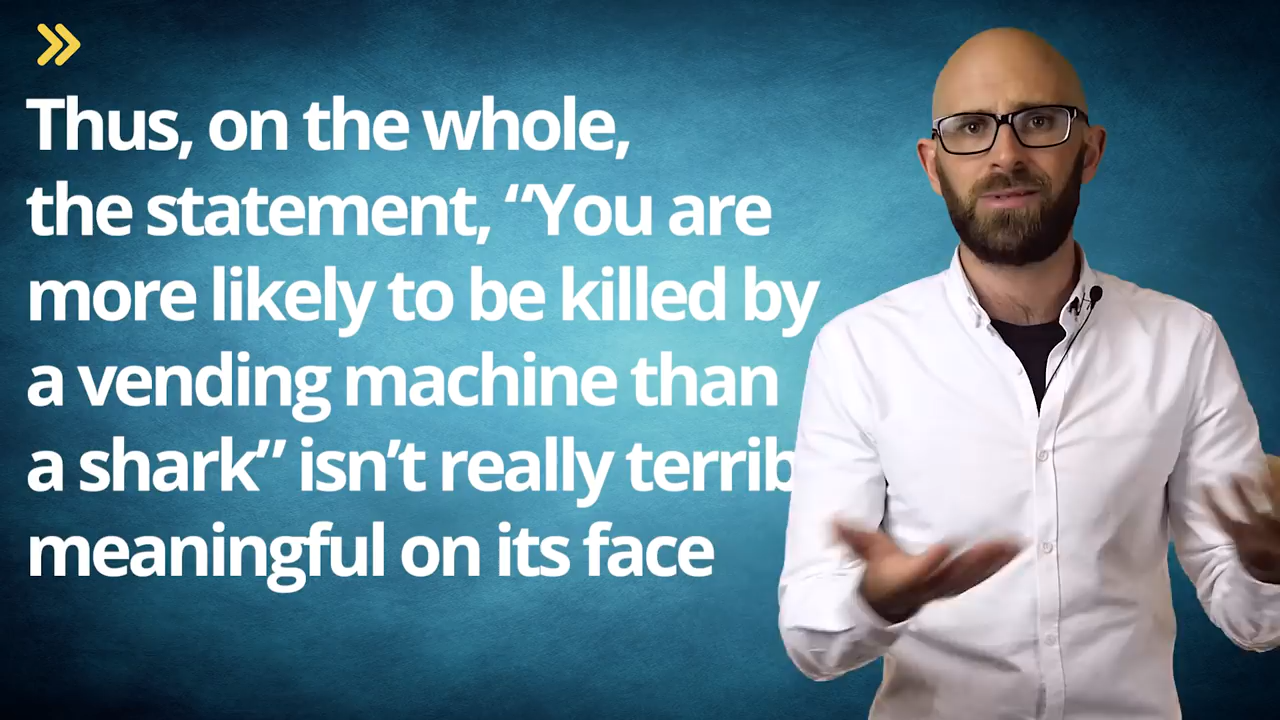 Thus, on the whole,
the statement, “You are
more likely to be killed by
a vending machine than
a shark” isn’t really
meaningful on its face